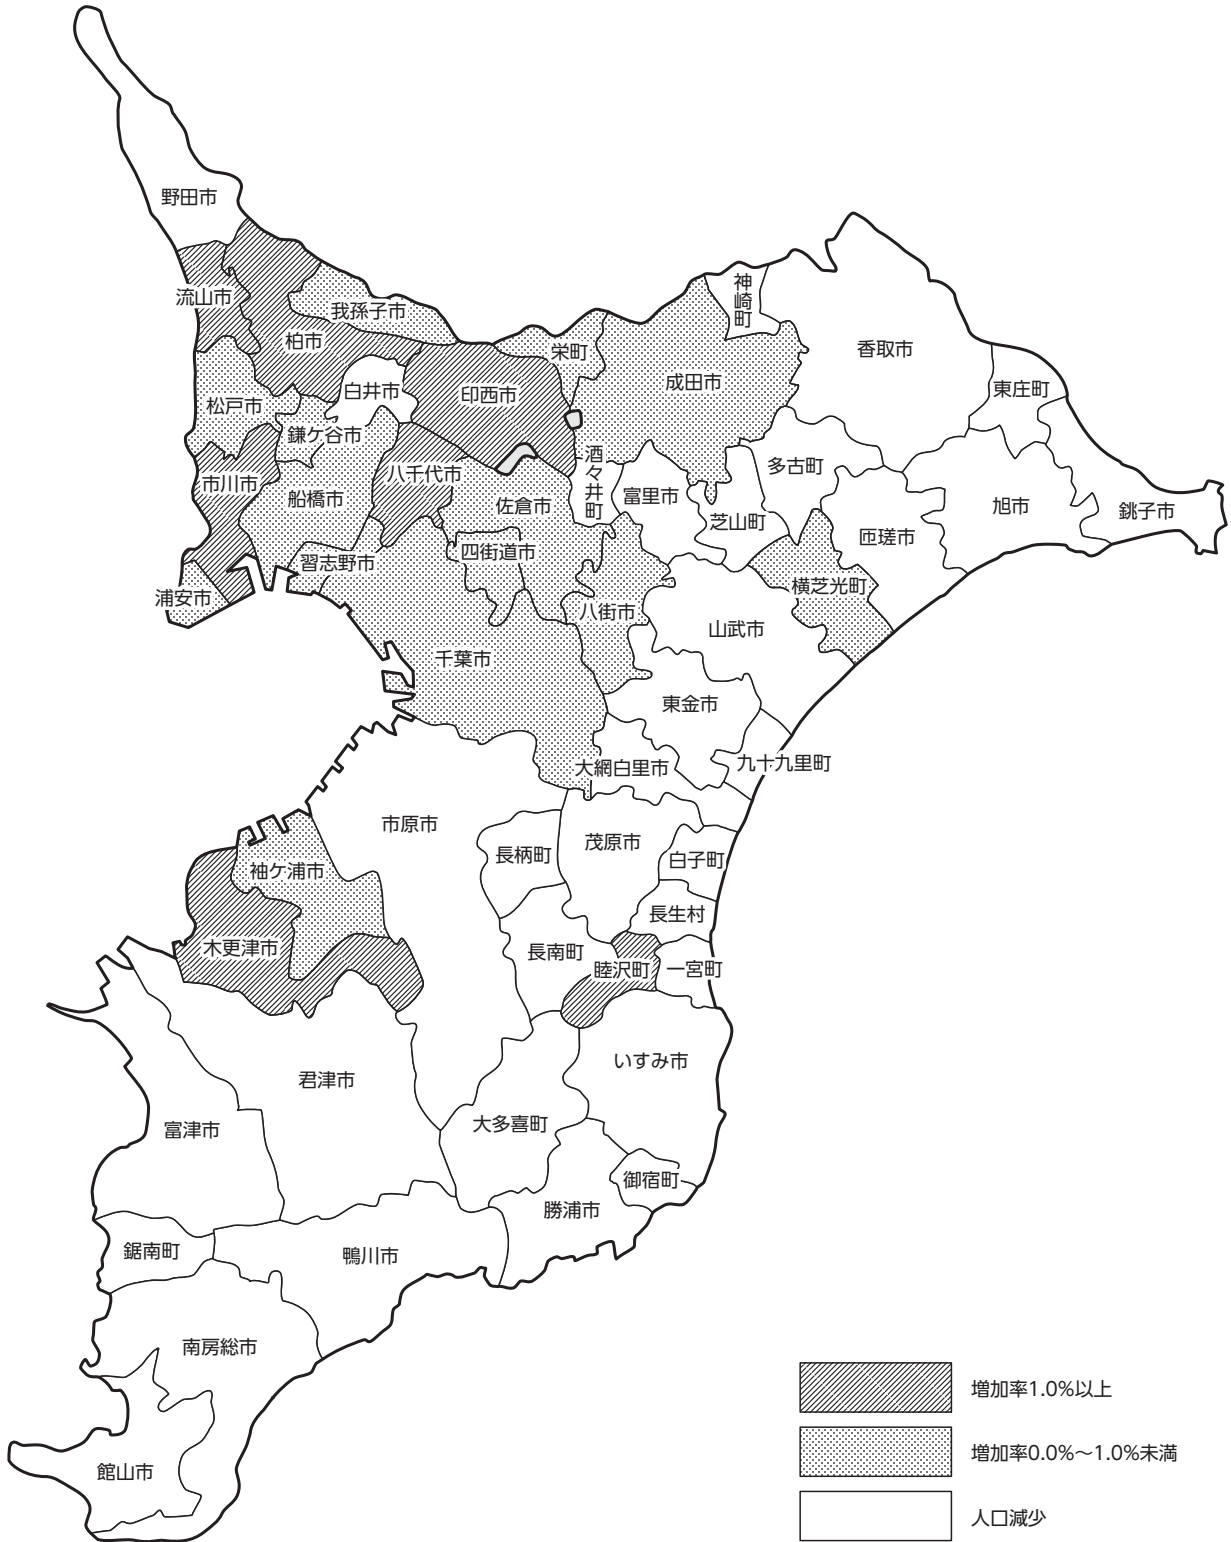 野田市
流山市
我孫子市
柏市
神崎町
香取市
栄町
成田市
東庄町
白井市
印西市
松戸市
鎌ケ谷市
酒々井町
多古町
市川市
船橋市
八千代市
佐倉市
富里市
芝山町
旭市
銚子市
匝瑳市
四街道市
習志野市
浦安市
八街市
横芝光町
山武市
千葉市
東金市
九十九里町
大網白里市
市原市
茂原市
長柄町
白子町
袖ケ浦市
長生村
木更津市
長南町
睦沢町
一宮町
いすみ市
君津市
大多喜町
富津市
御宿町
勝浦市
鋸南町
鴨川市
南房総市
館山市
増加率1.0%以上
増加率0.0%～1.0%未満
人口減少